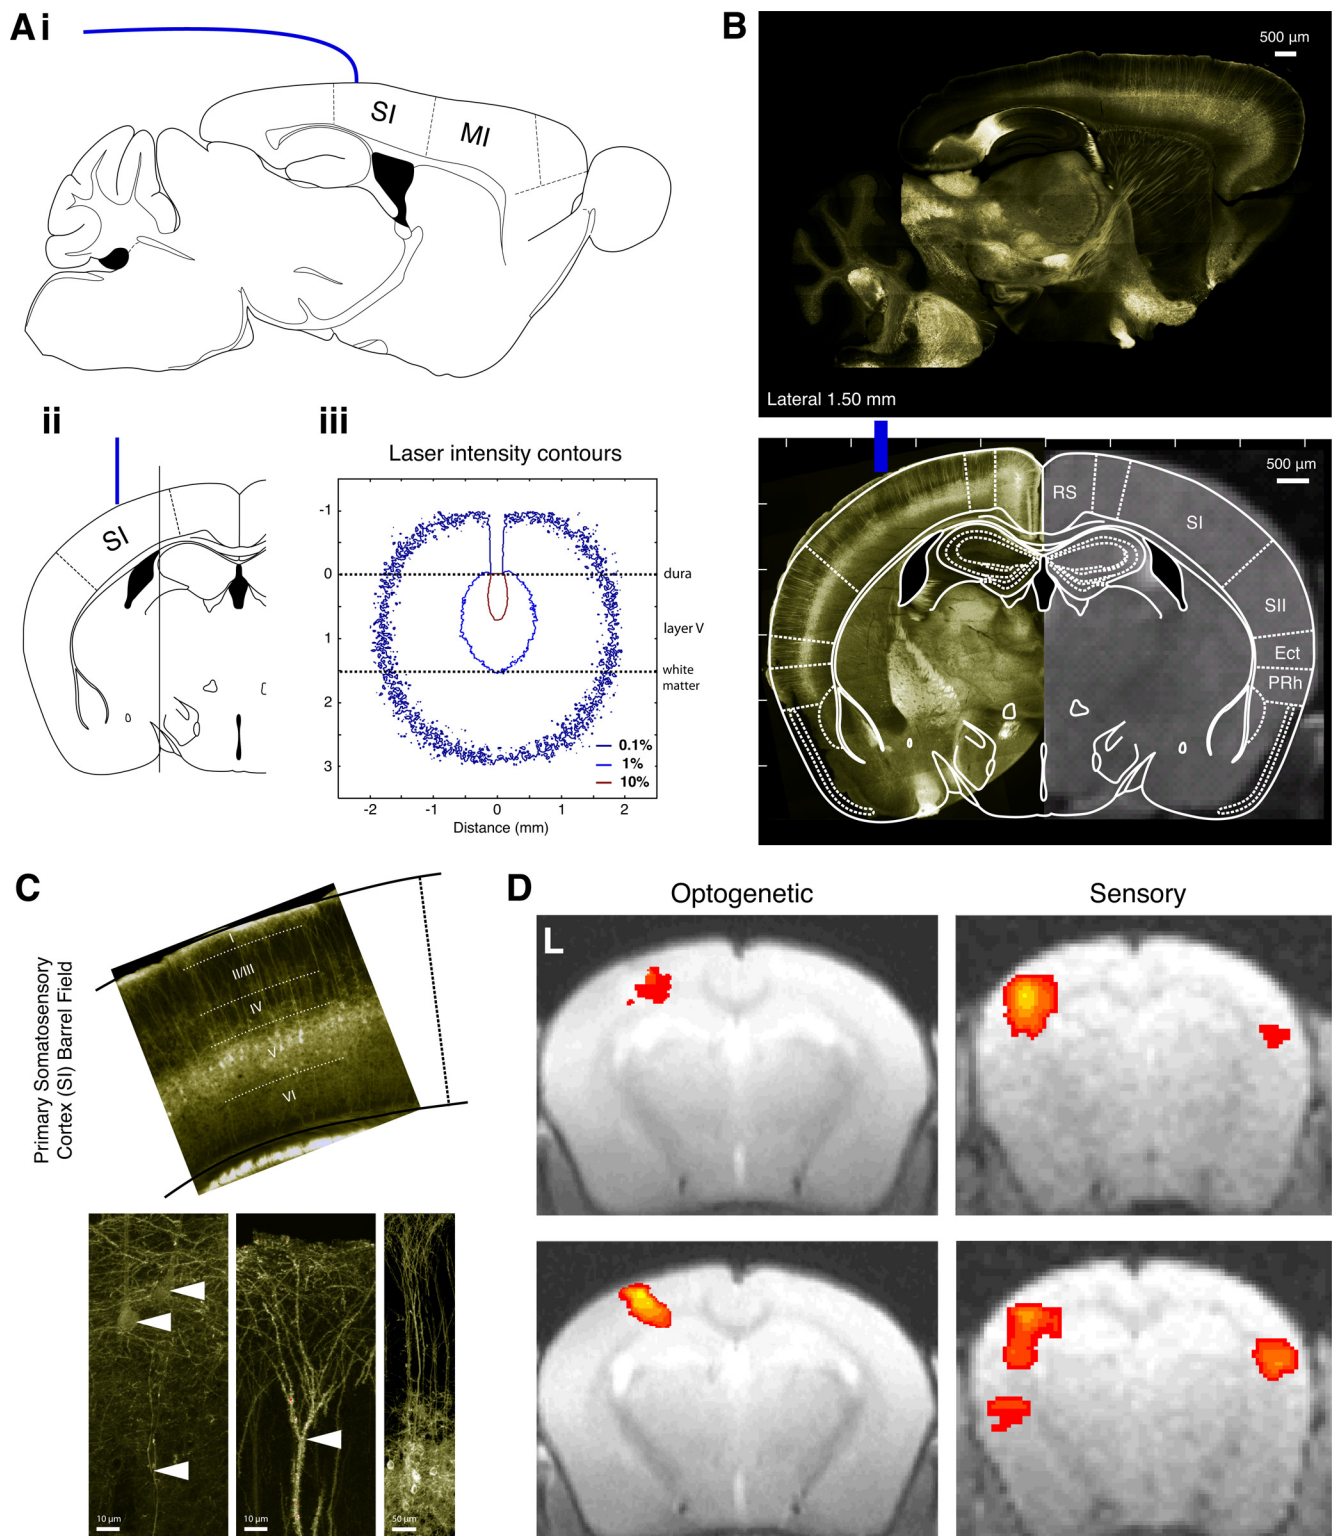 A i
SI
MI
B
500 µm
Lateral 1.50 mm
ii
SI
iii
Laser intensity contours
-1
0
1
2
3
dura
layer V
white
matter
0.1%
1%
10%
-2
-1
0
1
2
Distance (mm)
500 µm
RS
SI
SII
Ect
PRh
C
Primary Somatosensory
Cortex (SI) Barrel Field
I
II/III
IV
V
VI
10 µm
10 µm
50 µm
D
Optogenetic
Sensory
L